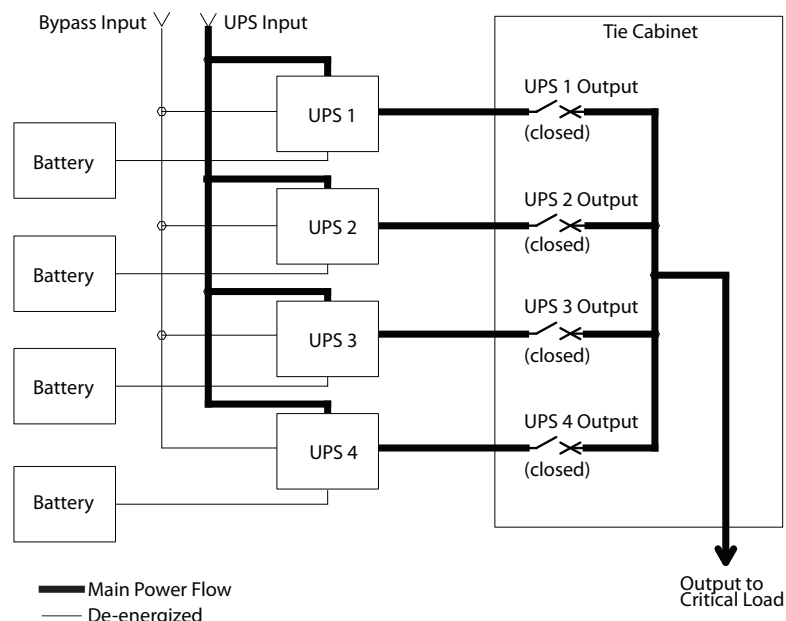 Bypass Input
UPS Input
Tie Cabinet
UPS 1
UPS 1 Output
(closed)
Battery
UPS 2
UPS 2 Output
(closed)
Battery
UPS 3
UPS 3 Output
(closed)
Battery
UPS 4
UPS 4 Output
(closed)
Battery
Main Power Flow
De-energized
Output to
Critical Load